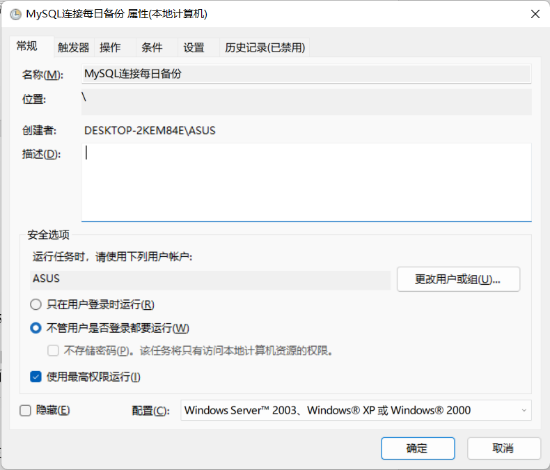 MySQL连接每日备份 属性(本地计算机)
常规 触发器 操作 条件 设置 历史记录(已禁用)
名称(M): MySQL连接每日备份
位置: \
创建者: DESKTOP-2KEM84E\ASUS
描述(D):
安全选项
运行任务时，请使用下列用户帐户:
ASUS 更改用户或组(U)...
只在用户登录时运行(R)
不管用户是否登录都要运行(W)
不存储密码(P)。该任务将只有访问本地计算机资源的权限。
使用最高权限运行(I)
隐藏(E) 配置(C): Windows Server™ 2003、Windows® XP 或 Windows® 2000
确定 取消